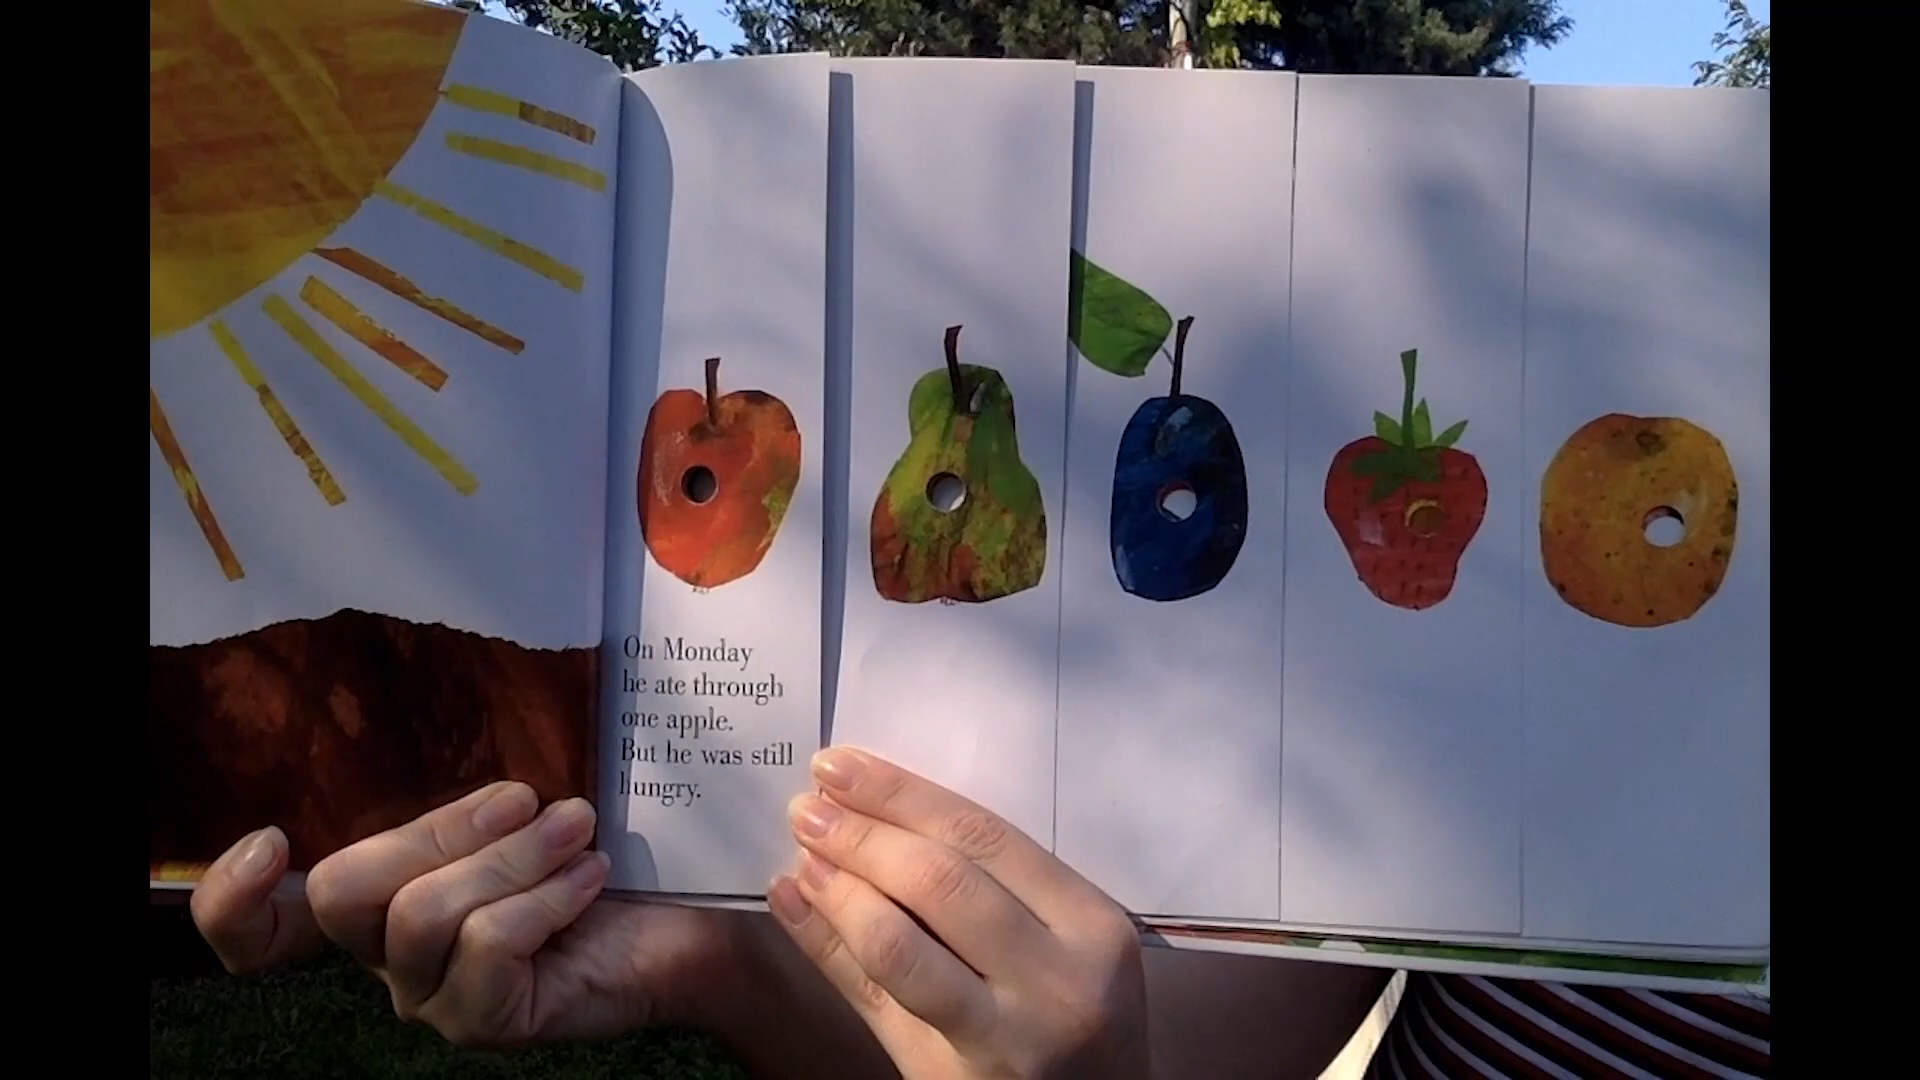 On Monday
he ate through
one apple.
But he was still
hungry.